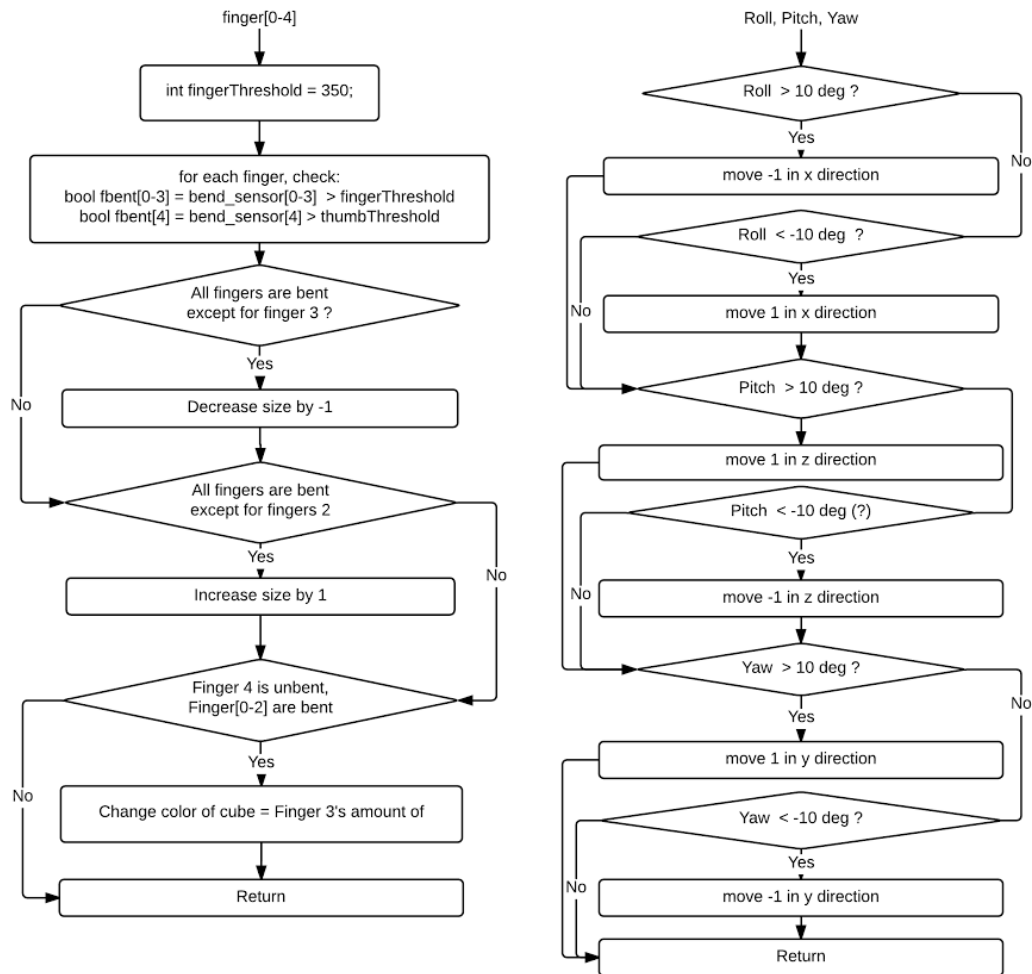 finger[0-4]
int fingerThreshold = 350;
for each finger, check:
bool fbent[0-3] = bend_sensor[0-3] > fingerThreshold
bool fbent[4] = bend_sensor[4] > thumbThreshold
All fingers are bent
except for finger 3 ?
Yes
No
Decrease size by -1
All fingers are bent
except for fingers 2
Yes
No
Increase size by 1
Finger 4 is unbent,
Finger[0-2] are bent
Yes
No
Change color of cube = Finger 3's amount of
Return
Roll, Pitch, Yaw
Roll > 10 deg ?
Yes
No
move -1 in x direction
Roll < -10 deg ?
Yes
No
move 1 in x direction
Pitch > 10 deg ?
move 1 in z direction
Pitch < -10 deg (?)
Yes
No
move -1 in z direction
Yaw > 10 deg ?
Yes
No
move 1 in y direction
Yaw < -10 deg ?
Yes
No
move -1 in y direction
Return